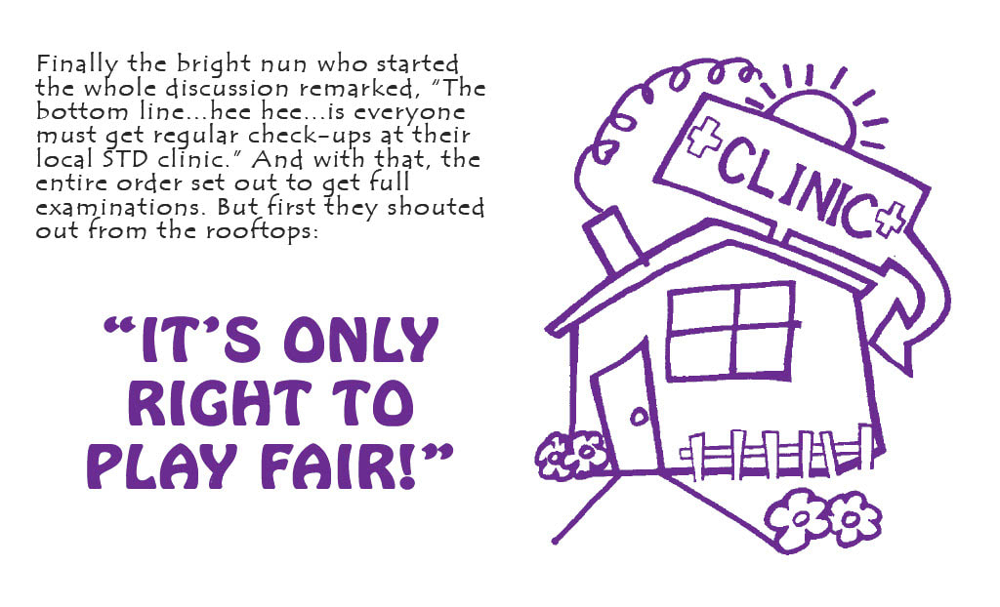 Finally the bright nun who started
the whole discussion remarked, "The
bottom line...hee hee...is everyone
must get regular check-ups at their
local STD clinic." And with that, the
entire order set out to get full
examinations. But first they shouted
out from the rooftops:
“IT’S ONLY
RIGHT TO
PLAY FAIR!”
CLINIC